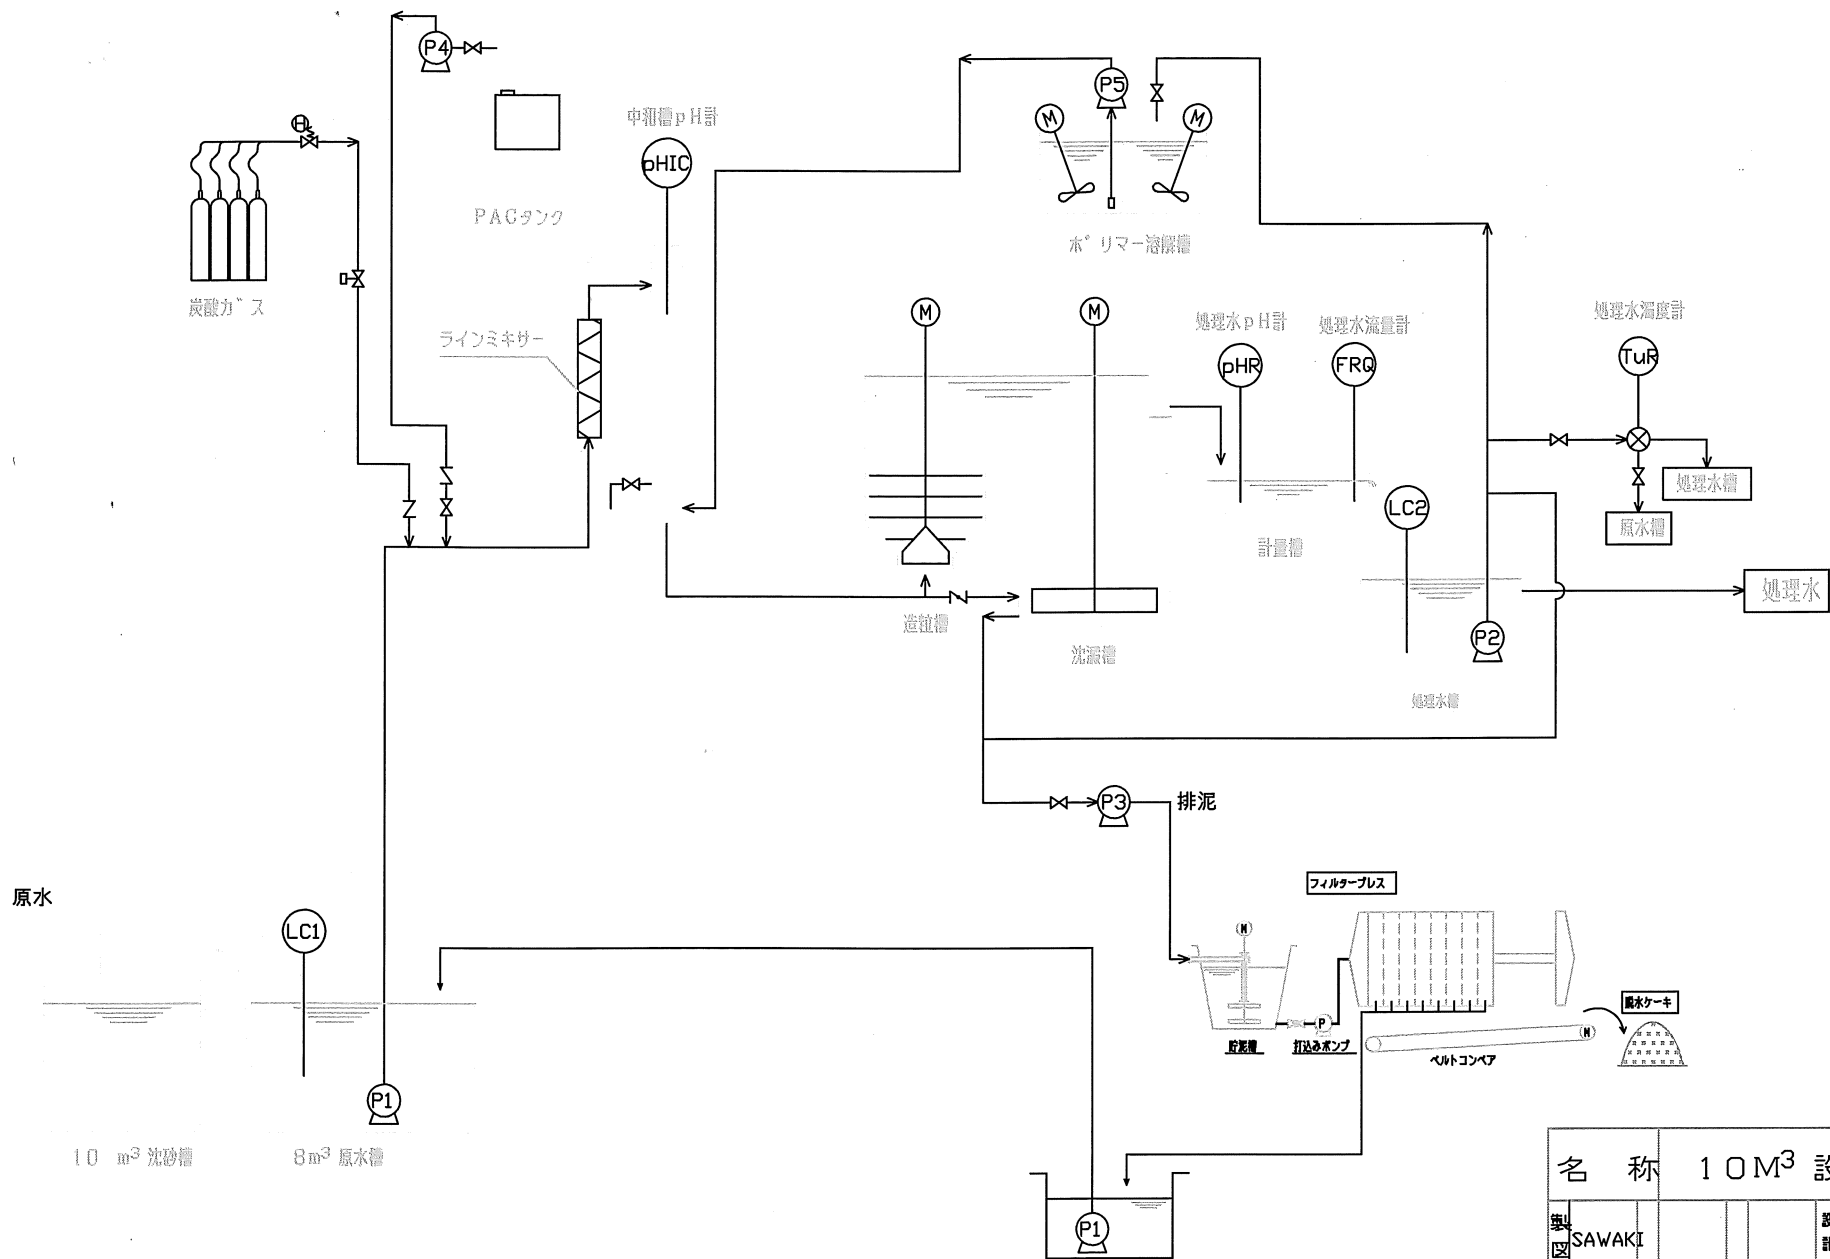 P4
H
中和槽pH計
pHIC
PACタンク
炭酸ガス
ラインミキサー
P5
M
M
ポリマー溶解槽
M
M
処理水pH計
pHR
処理水流量計
FRQ
処理水濁度計
TuR
処理水槽
原水槽
LC2
計量槽
処理水
造粒槽
沈澱槽
P2
処理水槽
P3
排泥
原水
LC1
フィルタープレス
M
P
貯泥槽
打込みポンプ
M
ベルトコンベア
脱水ケーキ
P1
10 m³ 沈砂槽
8m³ 原水槽
P1
名 称
10M³ 設
製図
SAWAKI